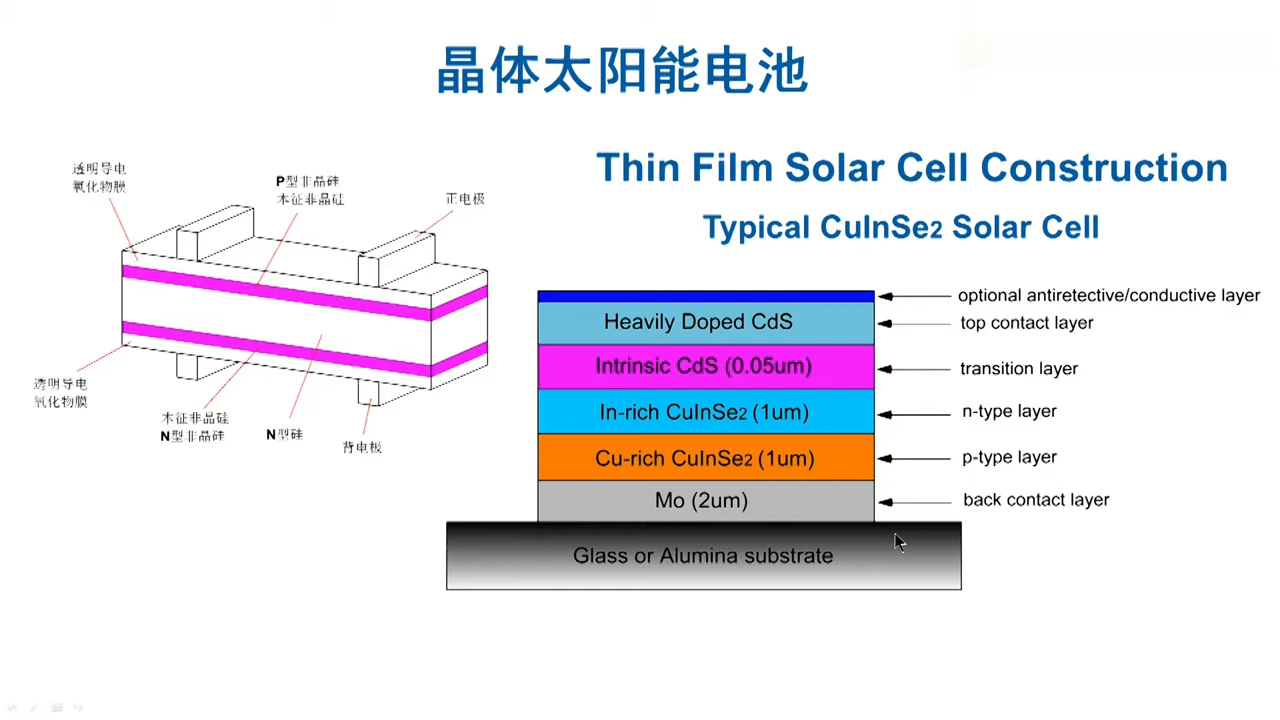 晶体太阳能电池
透明导电
氧化物膜
P型非晶硅
本征非晶硅
正电极
透明导电
氧化物膜
本征非晶硅
N型非晶硅
N型硅
背电极
Thin Film Solar Cell Construction
Typical CuInSe2 Solar Cell
optional antiretective/conductive layer
Heavily Doped CdS
top contact layer
Intrinsic CdS (0.05um)
transition layer
In-rich CuInSe2 (1um)
n-type layer
Cu-rich CuInSe2 (1um)
p-type layer
Mo (2um)
back contact layer
Glass or Alumina substrate